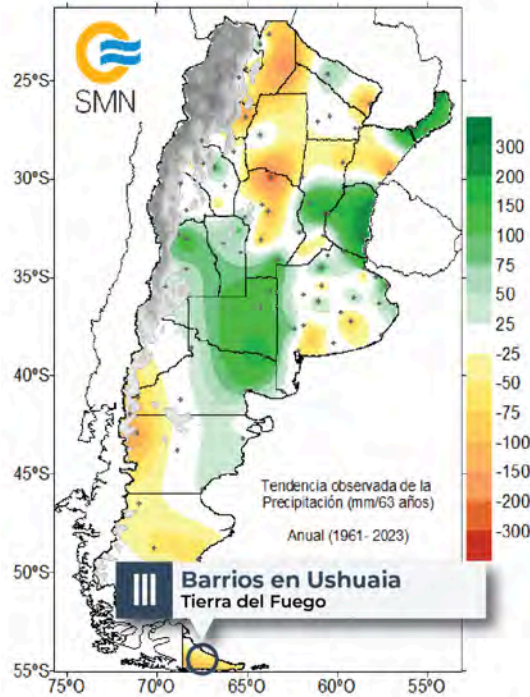 SMN
25°S
30°S
35°S
40°S
45°S
50°S
55°S
75°O
70°O
65°O
60°O
55°O
300
200
150
100
75
50
25
-25
-50
-75
-100
-150
-200
-300
Tendencia observada de la
Precipitación (mm/63 años)
Anual (1961- 2023)
III
Barrios en Ushuaia
Tierra del Fuego